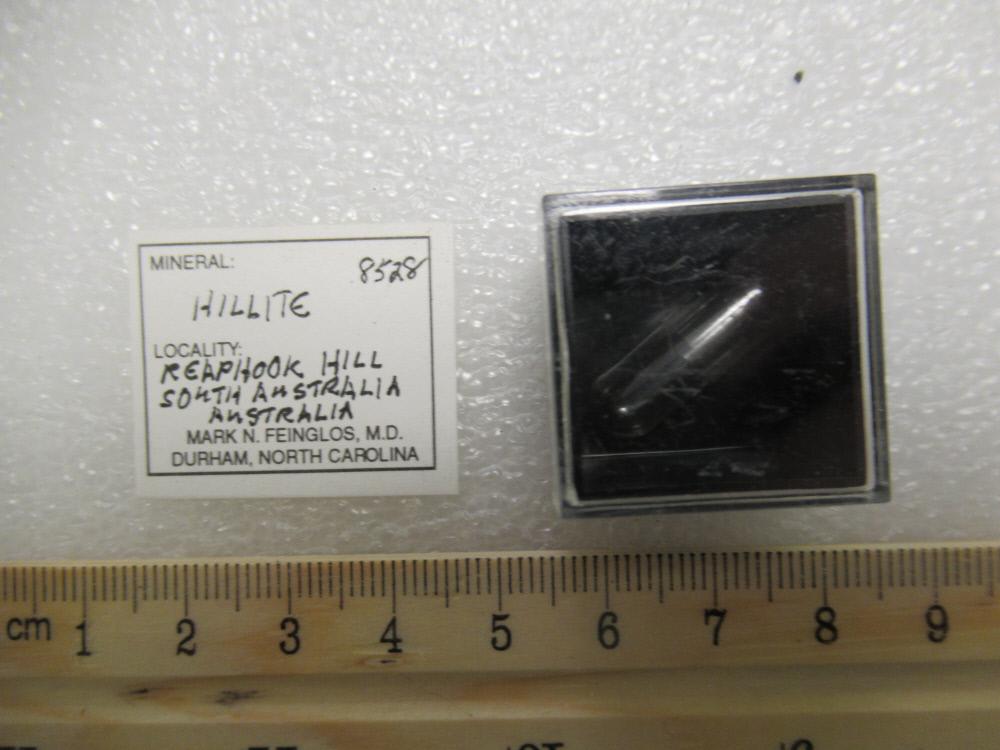 MINERAL: 8528
HILLITE
LOCALITY:
REAPHOOK HILL
SOUTH AUSTRALIA
AUSTRALIA
MARK N. FEINGLOS, M.D.
DURHAM, NORTH CAROLINA
cm 1 2 3 4 5 6 7 8 9